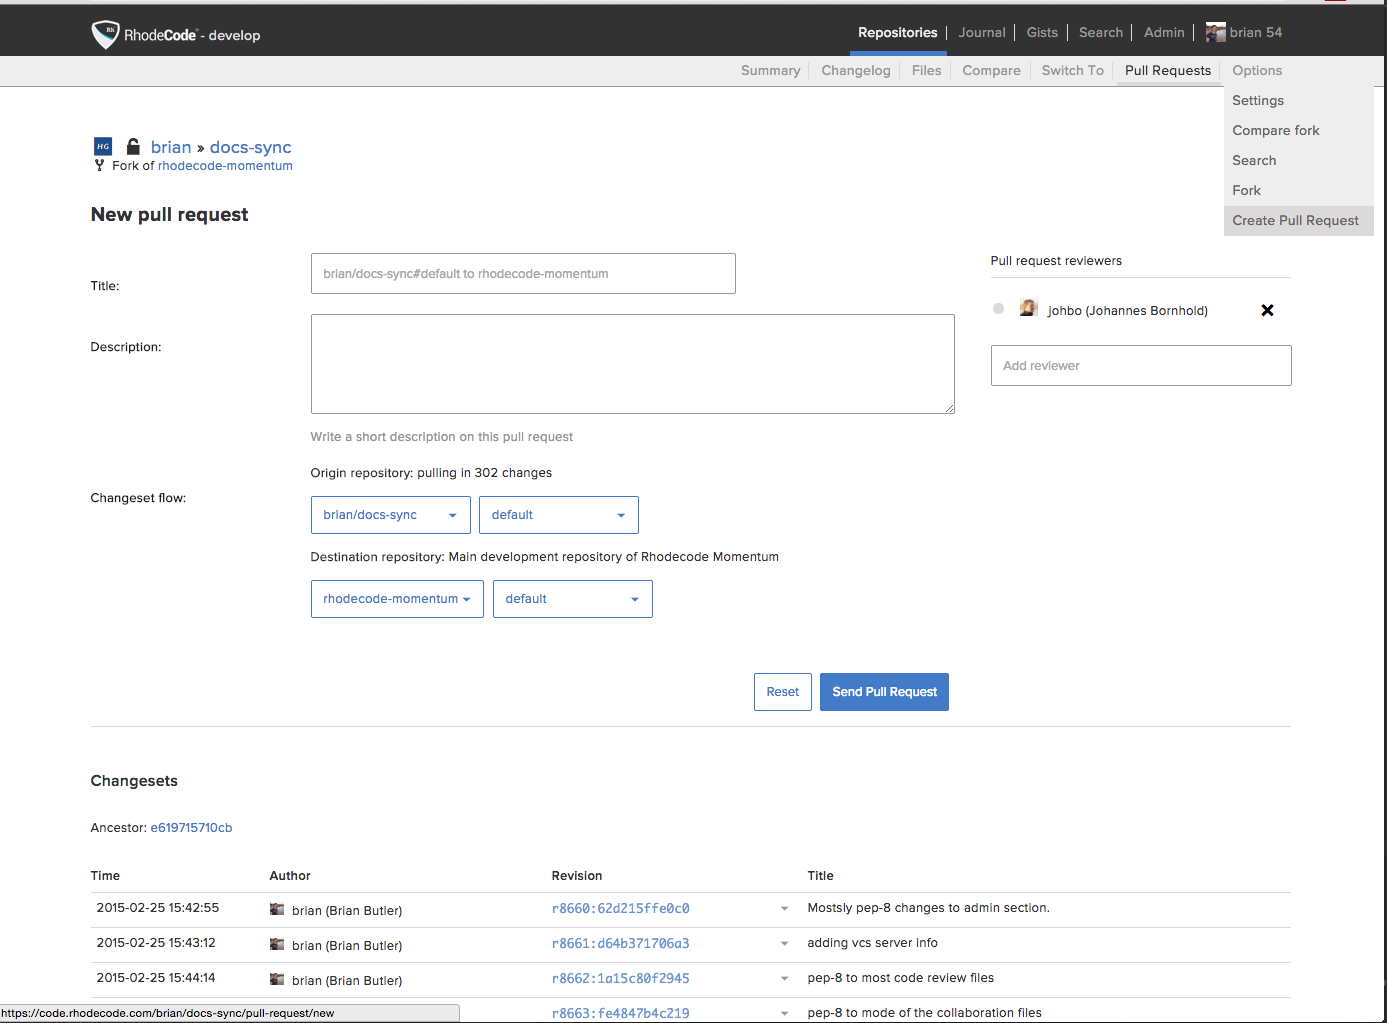 RhodeCode - develop
Repositories Journal Gists Search Admin brian 54
Summary Changelog Files Compare Switch To Pull Requests Options
Settings
Compare fork
Search
Fork
Create Pull Request
HG brian » docs-sync
Fork of rhodecode-momentum
New pull request
Title: brian/docs-sync#default to rhodecode-momentum
Pull request reviewers
johbo (Johannes Bornhold)
Add reviewer
Description:
Write a short description on this pull request
Origin repository: pulling in 302 changes
Changeset flow:
brian/docs-sync default
Destination repository: Main development repository of Rhodecode Momentum
rhodecode-momentum default
Reset Send Pull Request
Changesets
Ancestor: e619715710cb
Time Author Revision Title
2015-02-25 15:42:55 brian (Brian Butler) r8660:62d215ffe0c0 Mostsly pep-8 changes to admin section.
2015-02-25 15:43:12 brian (Brian Butler) r8661:d64b371706a3 adding vcs server info
2015-02-25 15:44:14 brian (Brian Butler) r8662:1a15c80f2945 pep-8 to most code review files
r8663:fe4847b4c219 pep-8 to mode of the collaboration files
https://code.rhodecode.com/brian/docs-sync/pull-request/new